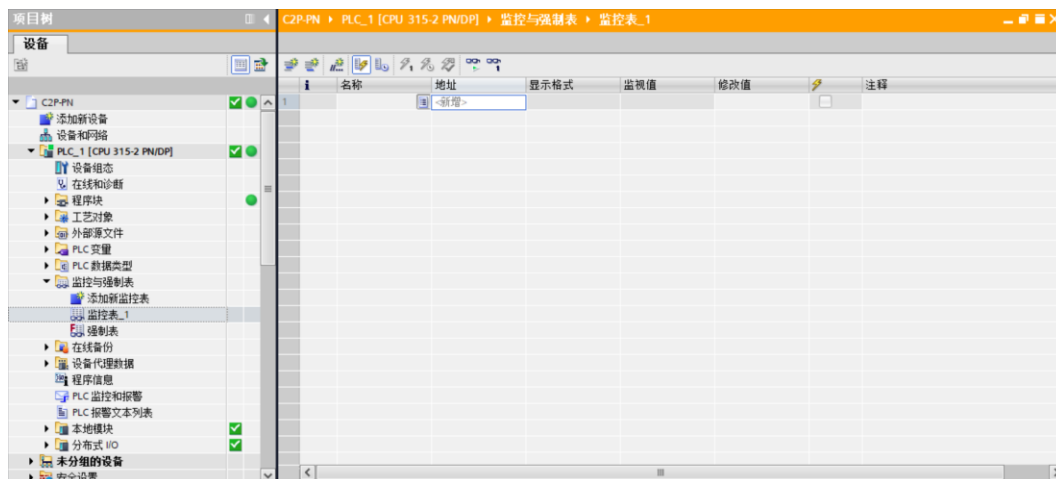 项目树
C2P-PN ▸ PLC_1 [CPU 315-2 PN/DP] ▸ 监控与强制表 ▸ 监控表_1
设备
i 名称 地址 显示格式 监视值 修改值 注释
1 <新增>
C2P-PN
添加新设备
设备和网络
PLC_1 [CPU 315-2 PN/DP]
设备组态
在线和诊断
程序块
工艺对象
外部源文件
PLC 变量
PLC 数据类型
监控与强制表
添加新监控表
监控表_1
强制表
在线备份
设备代理数据
程序信息
PLC 监控和报警
PLC 报警文本列表
本地模块
分布式 I/O
未分组的设备
安全设置